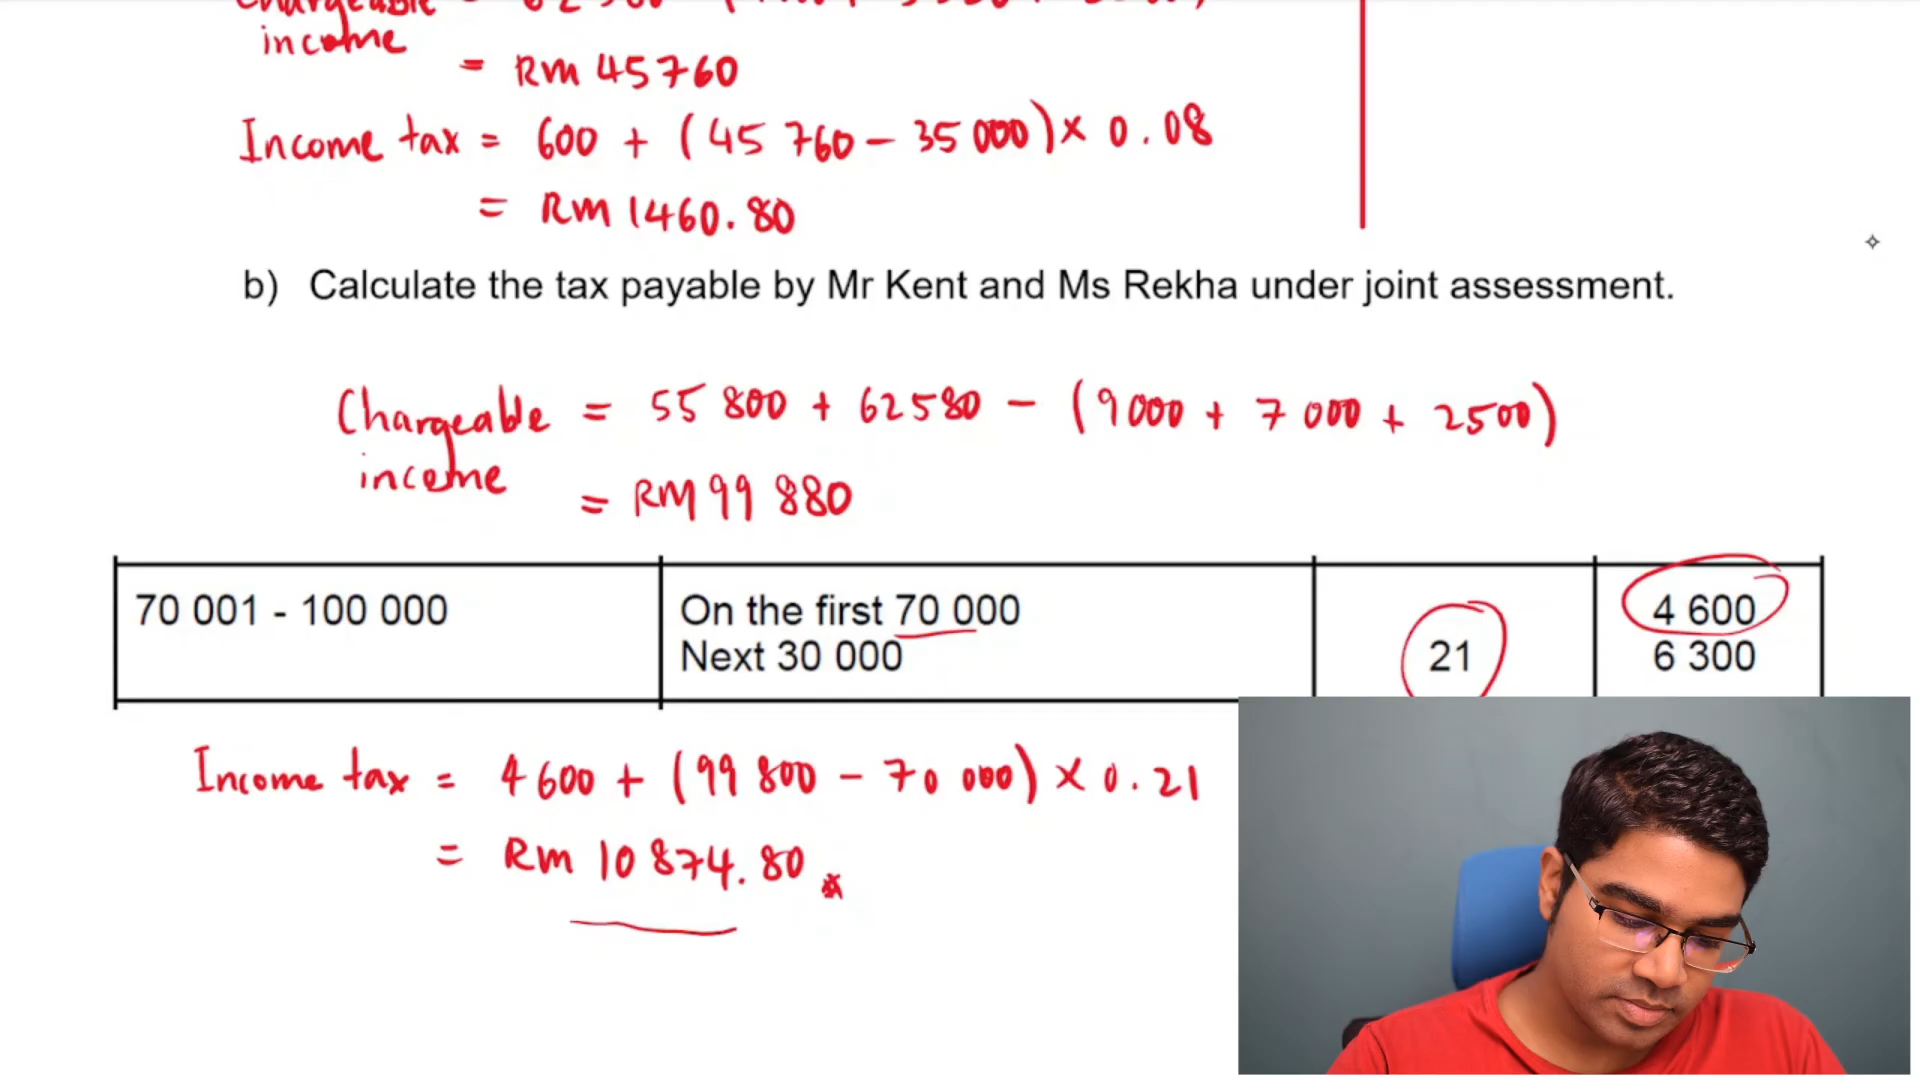 income
= RM 45760
Income tax = 600 + (45 760 - 35 000) × 0.08
= RM 1460.80
b) Calculate the tax payable by Mr Kent and Ms Rekha under joint assessment.
Chargeable = 55 800 + 62580 - (9000 + 7 000 + 2500)
income
= RM 99 880
70 001 - 100 000 On the first 70 000 4 600
Next 30 000 21 6 300
Income tax = 4 600 + (99 800 - 70 000) × 0.21
= RM 10 874.80